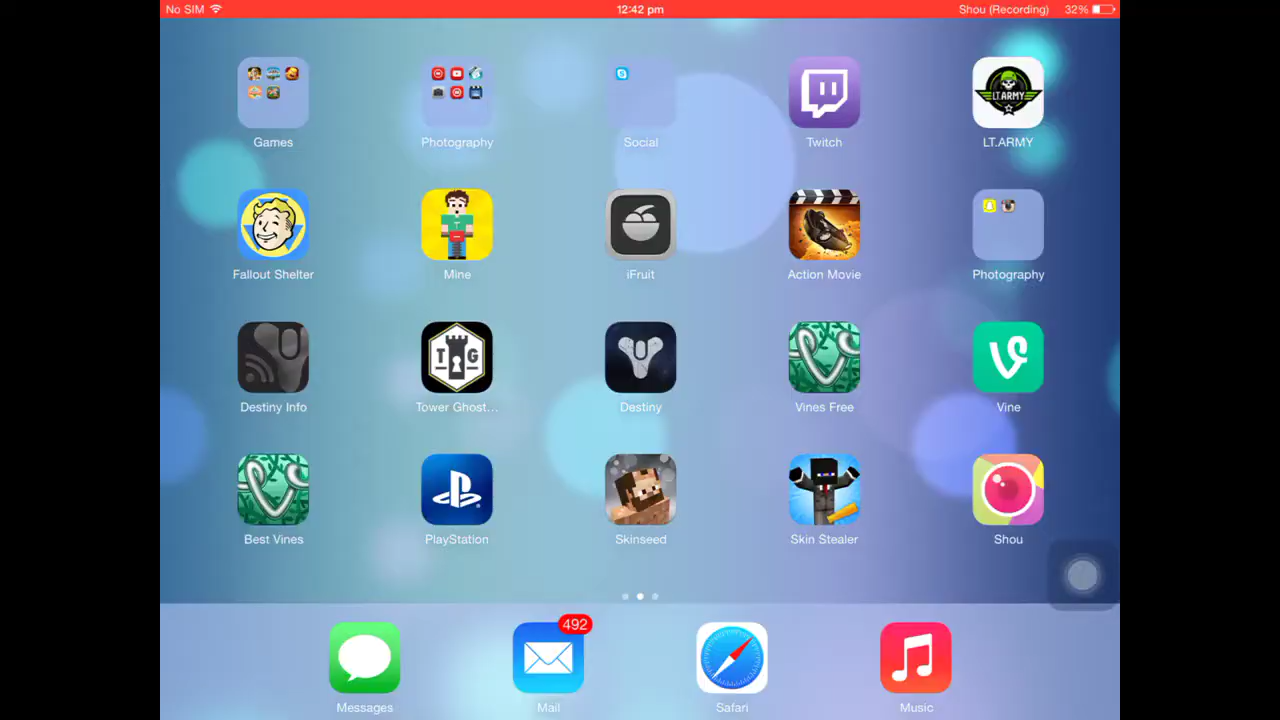 No SIM 12:42 pm Shou (Recording) 32%
LT.ARMY
Games Photography Social Twitch LT.ARMY
Fallout Shelter Mine iFruit Action Movie Photography
T G
Destiny Info Tower Ghost... Destiny Vines Free Vine
Best Vines PlayStation Skinseed Skin Stealer Shou
492
Messages Mail Safari Music